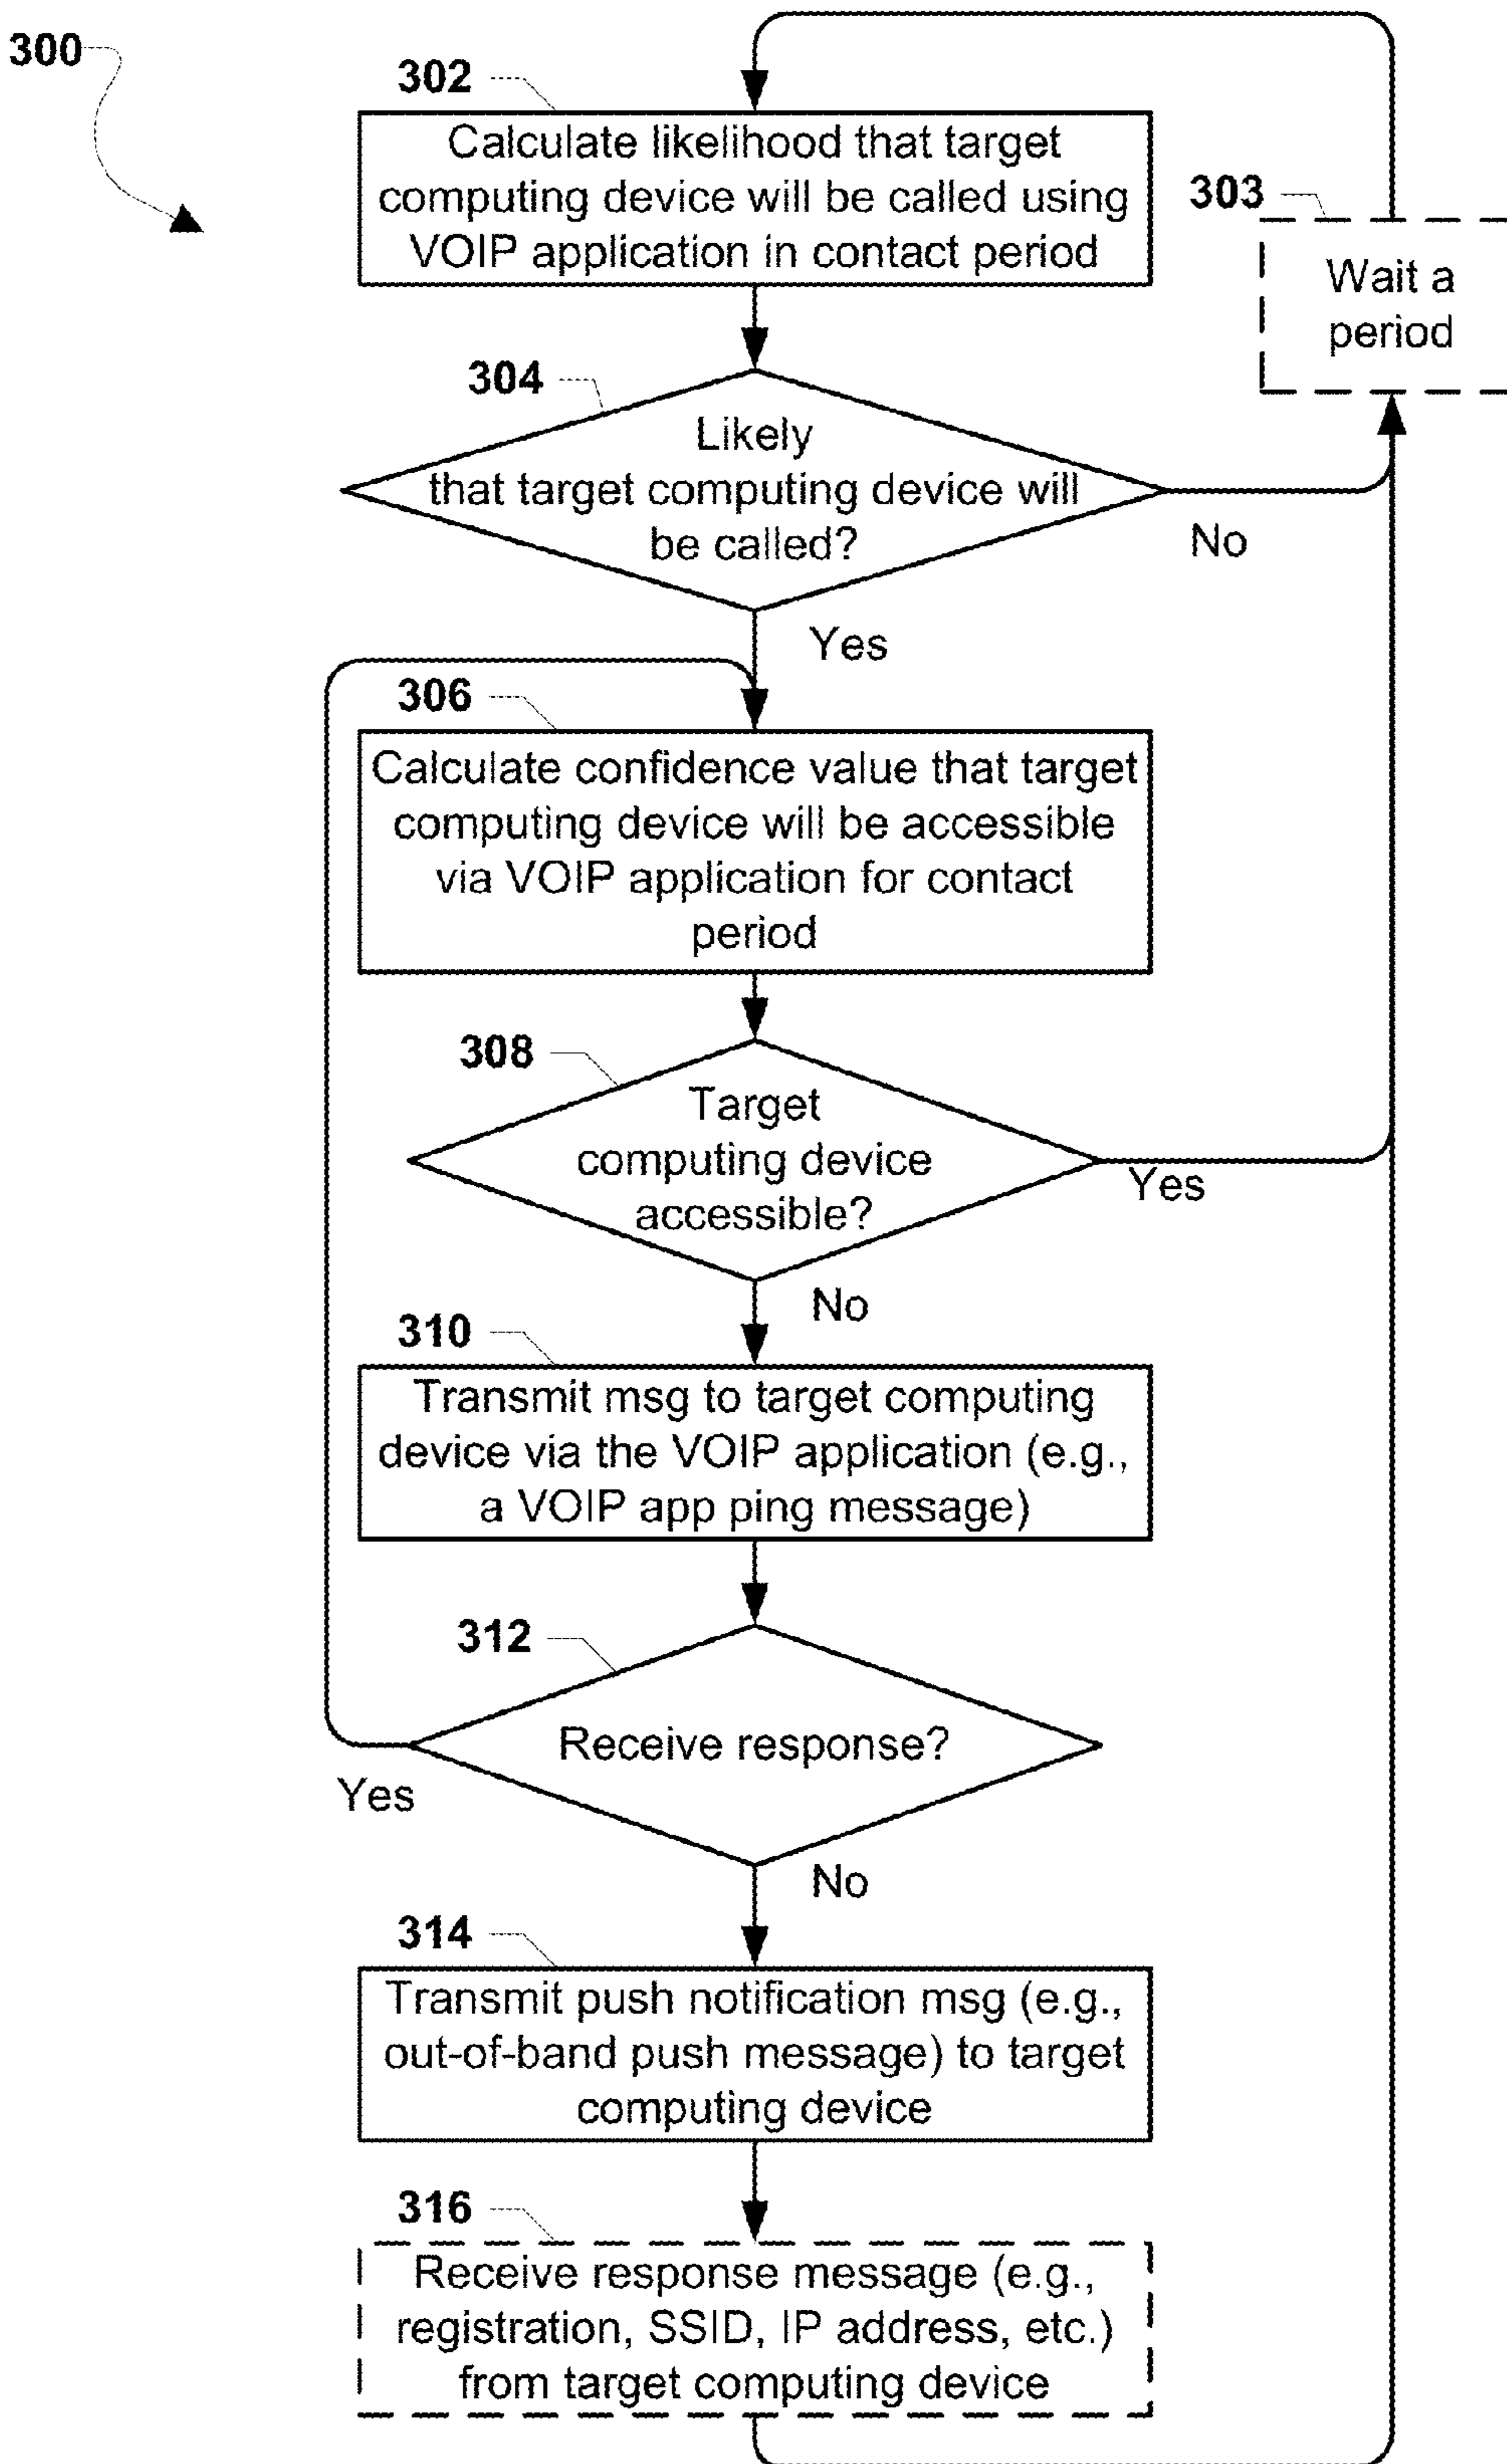 300
302
Calculate likelihood that target
computing device will be called using
VOIP application in contact period
303
Wait a
period
304
Likely
that target computing device will
be called?
No
Yes
306
Calculate confidence value that target
computing device will be accessible
via VOIP application for contact
period
308
Target
computing device
accessible?
Yes
No
310
Transmit msg to target computing
device via the VOIP application (e.g.,
a VOIP app ping message)
312
Receive response?
Yes
No
314
Transmit push notification msg (e.g.,
out-of-band push message) to target
computing device
316
Receive response message (e.g.,
registration, SSID, IP address, etc.)
from target computing device